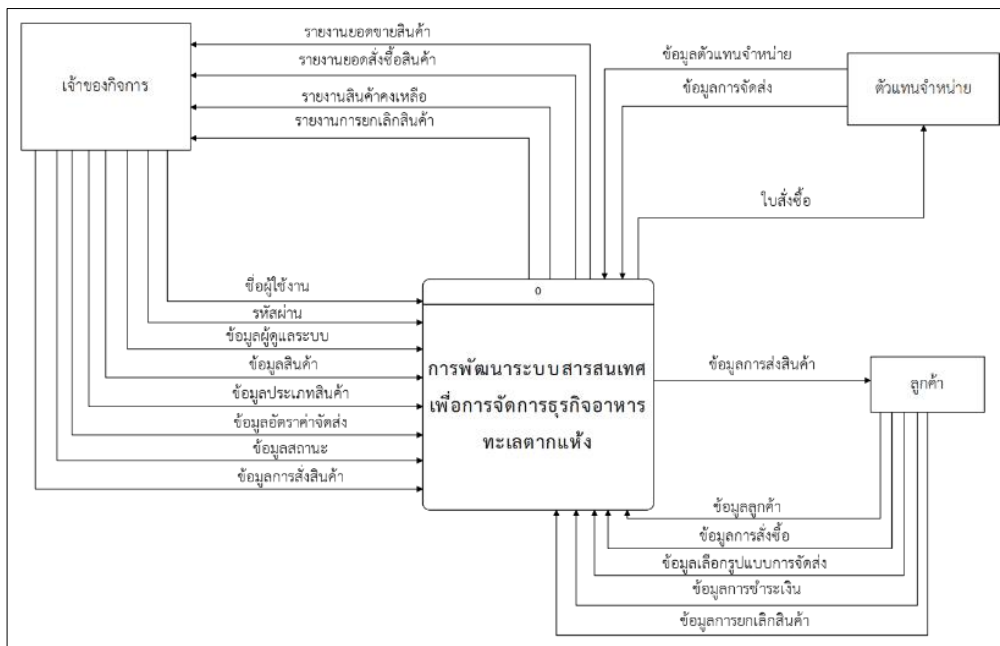 รายงานยอดขายสินค้า
รายงานยอดสั่งซื้อสินค้า
รายงานสินค้าคงเหลือ
รายงานการยกเลิกสินค้า
เจ้าของกิจการ
ข้อมูลตัวแทนจำหน่าย
ข้อมูลการจัดส่ง
ตัวแทนจำหน่าย
ใบสั่งซื้อ
ชื่อผู้ใช้งาน
รหัสผ่าน
ข้อมูลผู้ดูแลระบบ
ข้อมูลสินค้า
ข้อมูลประเภทสินค้า
ข้อมูลอัตราค่าจัดส่ง
ข้อมูลสถานะ
ข้อมูลการสั่งสินค้า
0
การพัฒนาระบบสารสนเทศ
เพื่อการจัดการธุรกิจอาหาร
ทะเลตากแห้ง
ข้อมูลการส่งสินค้า
ลูกค้า
ข้อมูลลูกค้า
ข้อมูลการสั่งซื้อ
ข้อมูลเลือกรูปแบบการจัดส่ง
ข้อมูลการชำระเงิน
ข้อมูลการยกเลิกสินค้า